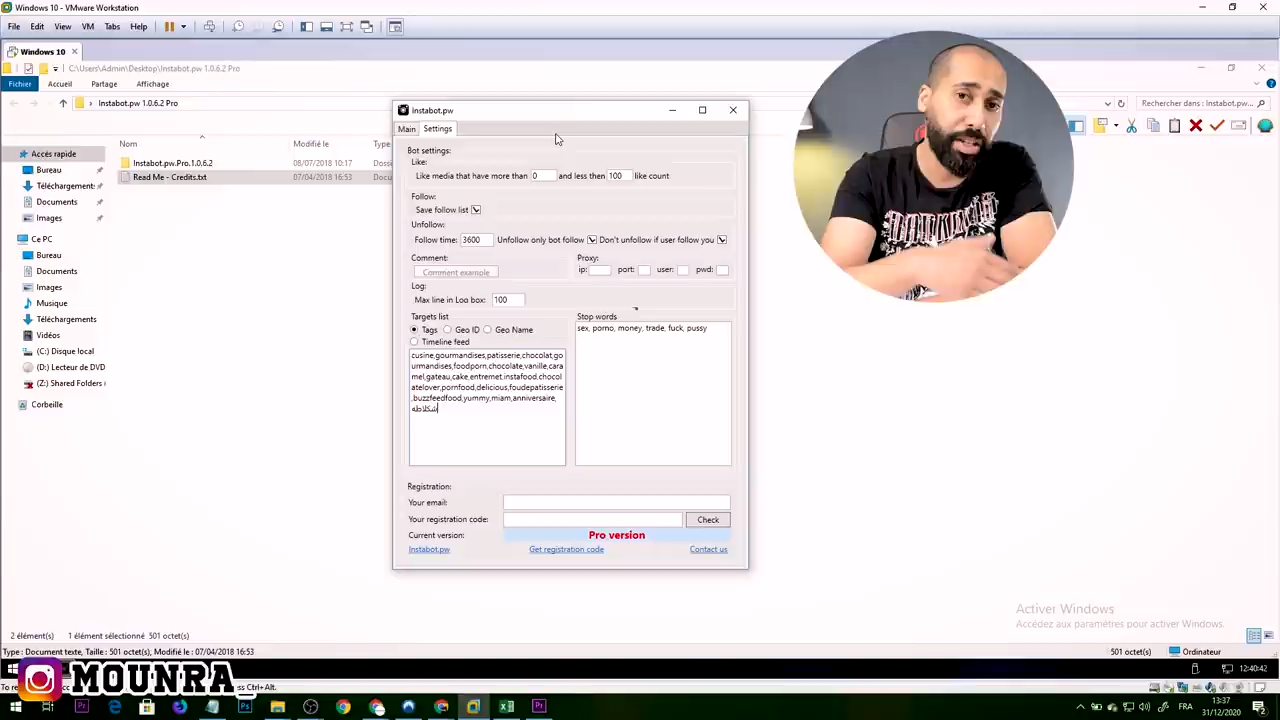 Windows 10 - VMware Workstation
File Edit View VM Tabs Help
Windows 10
C:\Users\Admin\Desktop\Instabot.pw 1.0.6.2 Pro
Fichier Accueil Partage Affichage
Instabot.pw 1.0.6.2 Pro
Rechercher dans : Instabot.pw...
Nom Modifié le
Accès rapide
Bureau
Téléchargement:
Documents
Images
Ce PC
Bureau
Documents
Images
Musique
Téléchargements
Vidéos
(C:) Disque local
(D:) Lecteur de DVD
(Z:) Shared Folders
Corbeille
Instabot.pw.Pro.1.0.6.2 08/07/2018 10:17 Dossi
Read Me - Credits.txt 07/04/2018 16:53 Docu
Instabot.pw
Main Settings
Bot settings:
Like:
Like media that have more than 0 and less then 100 like count
Follow:
Save follow list
Unfollow:
Follow time: 3600 Unfollow only bot follow Don't unfollow if user follow you
Comment: Proxy:
Comment example ip: port: user: pwd:
Log:
Max line in Log box: 100
Targets list Stop words
Tags Geo ID Geo Name
Timeline feed
sex, porno, money, trade, fuck, pussy
cusine,gourmandises,patisserie,chocolat,go
urmandises,foodporn,chocolate,vanille,cara
mel,gateau,cake,entremet,instafood,chocol
atelover,pornfood,delicious,foudepatisserie
,buzzfeedfood,yummy,miam,anniversaire,
شكلاطه
Registration:
Your email:
Your registration code: Check
Current version: Pro version
Instabot.pw Get registration code Contact us
Activer Windows
Accédez aux paramètres pour activer Windows.
2 élément(s) 1 élément sélectionné 501 octet(s)
Type : Document texte, Taille : 501 octet(s), Modifié le : 07/04/2018 16:53 501 octet(s) Ordinateur
MOUNRA_
12:40:42
To re
ess Ctrl+Alt.
FRA
13:37
31/12/2020